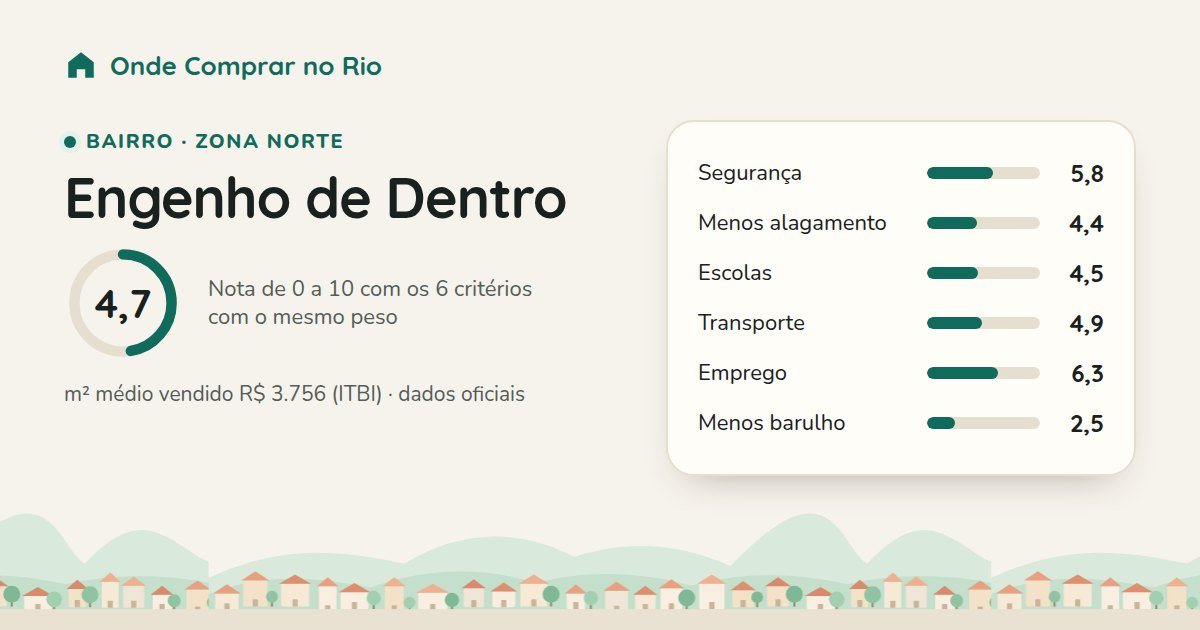 Onde Comprar no Rio
BAIRRO · ZONA NORTE
Engenho de Dentro
4,7
Nota de 0 a 10 com os 6 critérios
com o mesmo peso
m² médio vendido R$ 3.756 (ITBI) · dados oficiais
Segurança 5,8
Menos alagamento 4,4
Escolas 4,5
Transporte 4,9
Emprego 6,3
Menos barulho 2,5